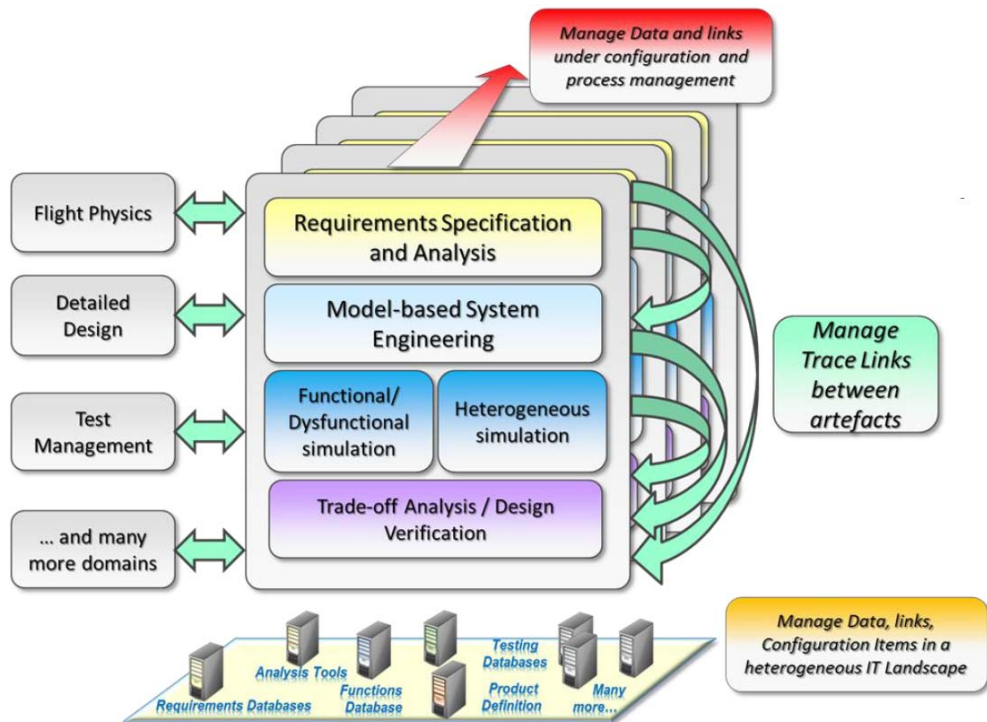 Manage Data and links
under configuration and
process management
Flight Physics
Requirements Specification
and Analysis
Detailed
Design
Model-based System
Engineering
Manage
Trace Links
between
artefacts
Test
Management
Functional/
Dysfunctional
simulation
Heterogeneous
simulation
Trade-off Analysis / Design
Verification
... and many
more domains
Manage Data, links,
Configuration Items in a
heterogeneous IT Landscape
Requirements Databases
Analysis Tools
Functions
Database
Testing
Databases
Product
Definition
Many
more...